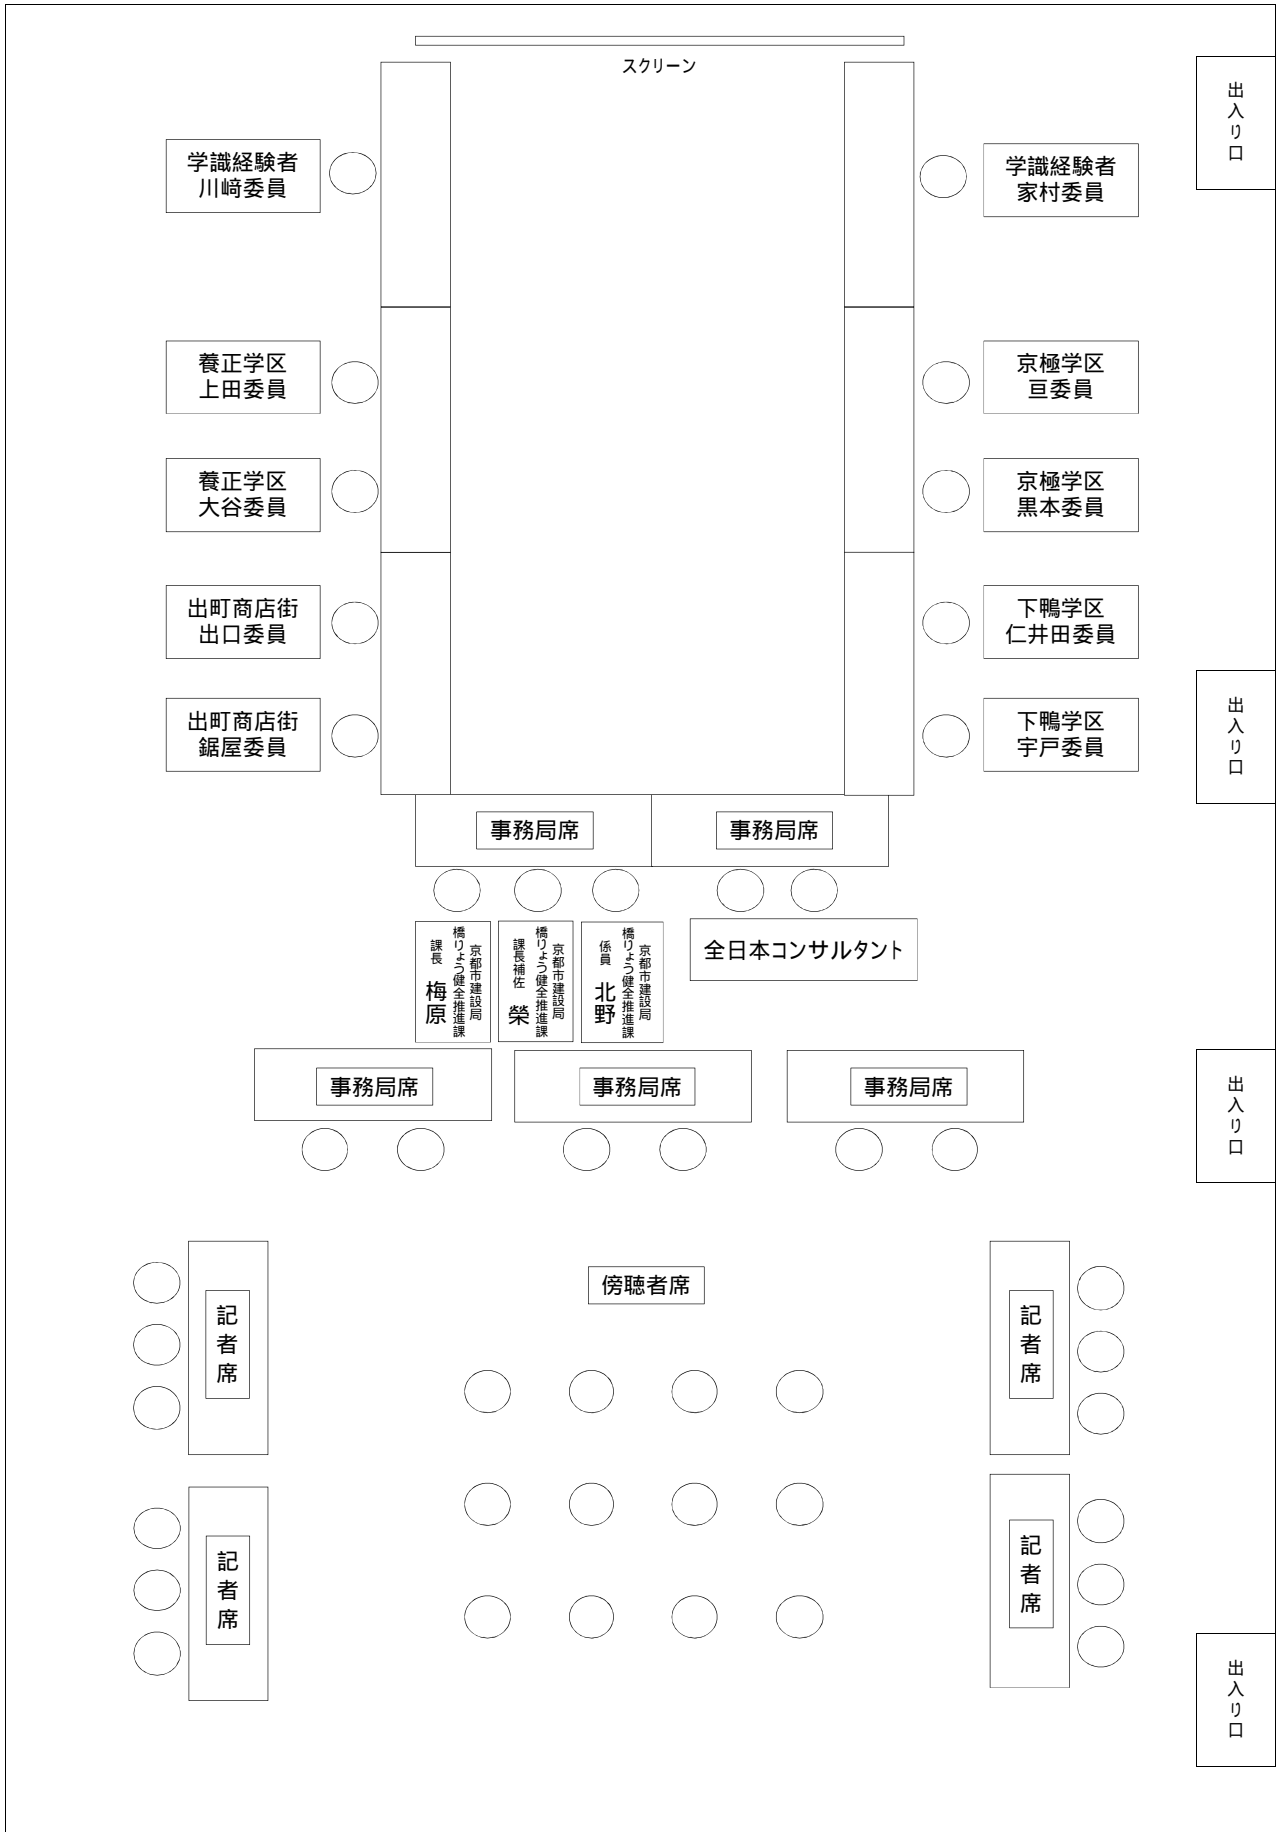 スクリーン
出入り口
学識経験者
川﨑委員
学識経験者
家村委員
養正学区
上田委員
京極学区
亘委員
養正学区
大谷委員
京極学区
黒本委員
出町商店街
出口委員
下鴨学区
仁井田委員
出入り口
出町商店街
鋸屋委員
下鴨学区
宇戸委員
事務局席
事務局席
京都市建設局
橋りょう健全推進課
課長 梅原
京都市建設局
橋りょう健全推進課
課長補佐 榮
京都市建設局
橋りょう健全推進課
係員 北野
全日本コンサルタント
事務局席
事務局席
事務局席
出入り口
傍聴者席
記者席
記者席
記者席
記者席
出入り口